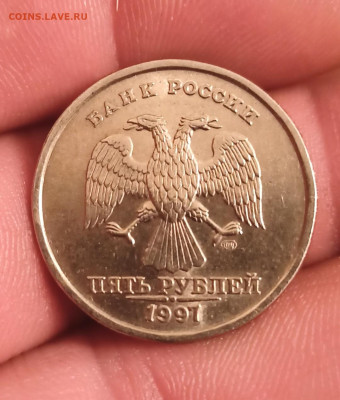 COINS.LAVE.RU
БАНК РОССИИ
ПЯТЬ РУБЛЕЙ
1997